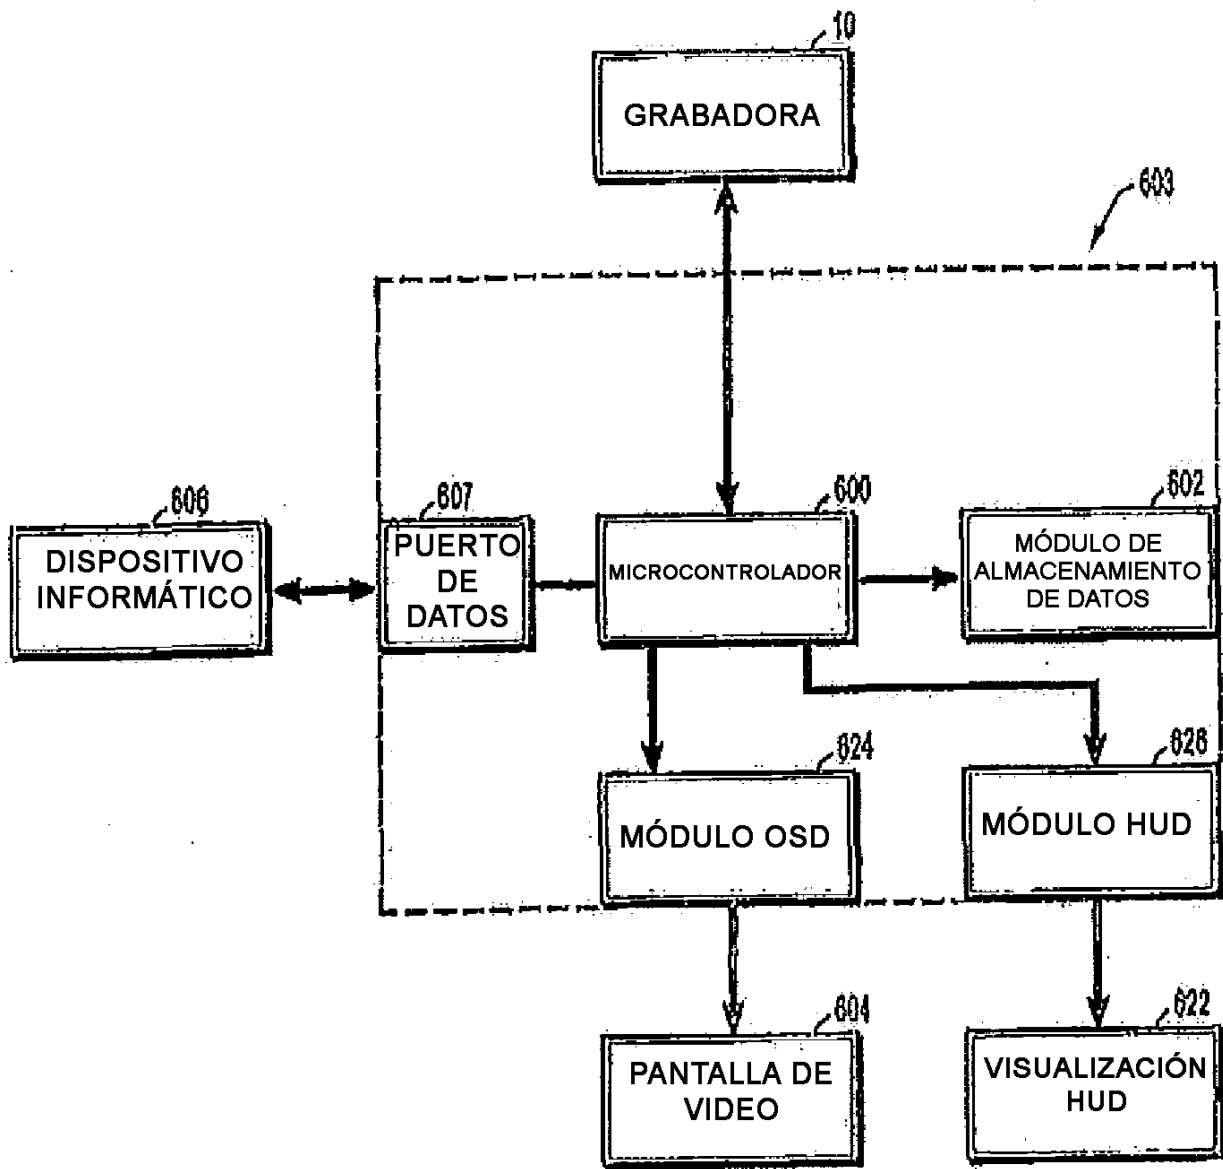 10
GRABADORA
603
606
DISPOSITIVO
INFORMÁTICO
607
PUERTO
DE
DATOS
600
MICROCONTROLADOR
602
MÓDULO DE
ALMACENAMIENTO
DE DATOS
624
MÓDULO OSD
626
MÓDULO HUD
604
PANTALLA DE
VIDEO
622
VISUALIZACIÓN
HUD